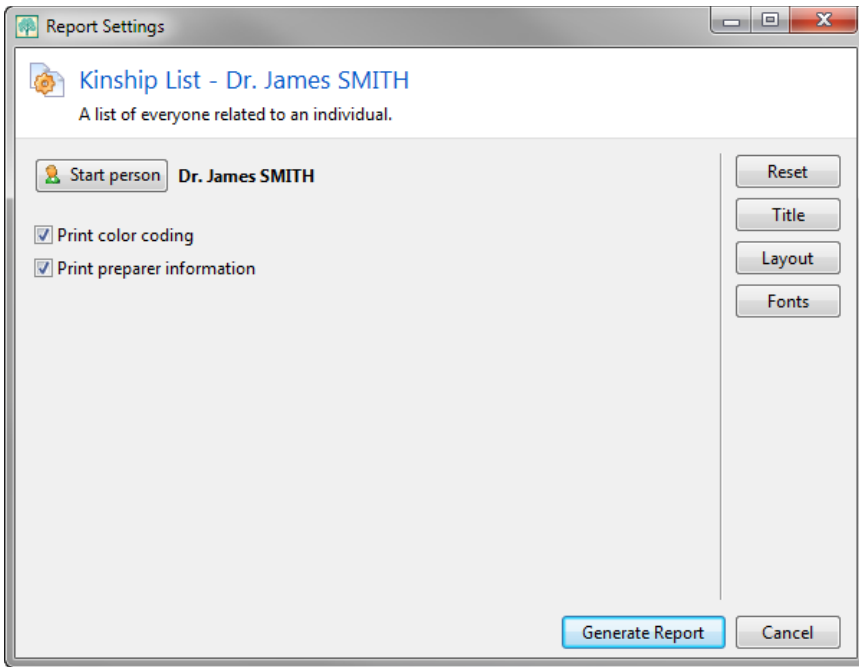 Report Settings
Kinship List - Dr. James SMITH
A list of everyone related to an individual.
Start person Dr. James SMITH
Print color coding
Print preparer information
Reset
Title
Layout
Fonts
Generate Report Cancel